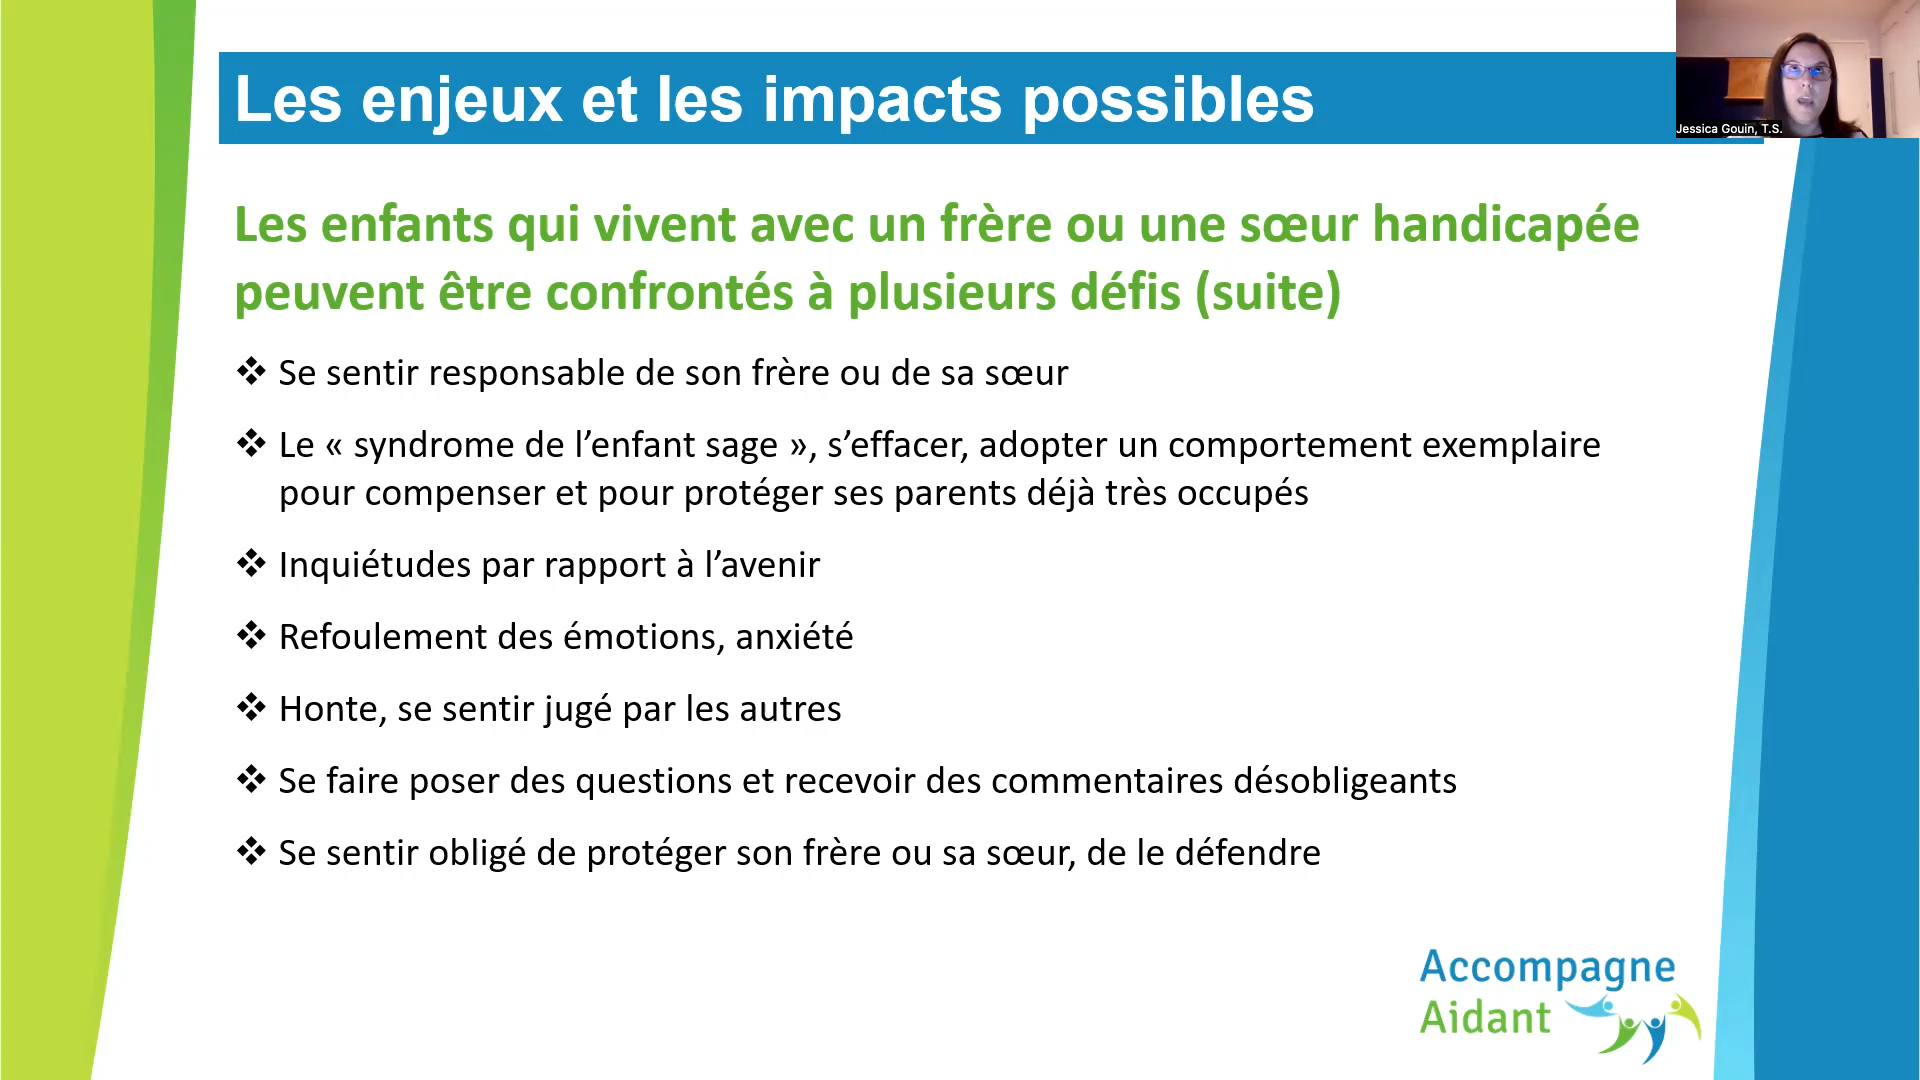 Les enjeux et les impacts possibles
Jessica Gouin, T.S.
Les enfants qui vivent avec un frère ou une sœur handicapée
peuvent être confrontés à plusieurs défis (suite)
❖ Se sentir responsable de son frère ou de sa sœur
❖ Le « syndrome de l’enfant sage », s’effacer, adopter un comportement exemplaire
pour compenser et pour protéger ses parents déjà très occupés
❖ Inquiétudes par rapport à l’avenir
❖ Refoulement des émotions, anxiété
❖ Honte, se sentir jugé par les autres
❖ Se faire poser des questions et recevoir des commentaires désobligeants
❖ Se sentir obligé de protéger son frère ou sa sœur, de le défendre
Accompagne
Aidant